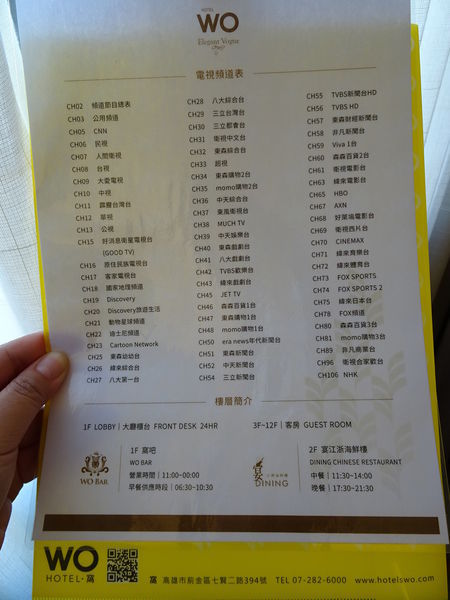 HOTEL
WO
Elegant Vogue
電視頻道表
CH02 頻道節目總表
CH03 公用頻道
CH05 CNN
CH06 民視
CH07 人間衛視
CH08 台視
CH09 大愛電視
CH10 中視
CH11 霹靂台灣台
CH12 華視
CH13 公視
CH15 好消息衛星電視台
(GOOD TV)
CH16 原住民族電視台
CH17 客家電視台
CH18 國家地理頻道
CH19 Discovery
CH20 Discovery旅遊生活
CH21 動物星球頻道
CH22 迪士尼頻道
CH23 Cartoon Network
CH25 東森幼幼台
CH26 緯來綜合台
CH27 八大第一台
CH28 八大綜合台
CH29 三立台灣台
CH30 三立都會台
CH31 衛視中文台
CH32 東森綜合台
CH33 超視
CH34 東森購物2台
CH35 momo購物2台
CH36 中天綜合台
CH37 東風衛視台
CH38 MUCH TV
CH39 中天娛樂台
CH40 東森戲劇台
CH41 八大戲劇台
CH42 TVBS歡樂台
CH43 緯來戲劇台
CH45 JET TV
CH46 森森百貨1台
CH47 東森購物1台
CH48 momo購物1台
CH50 era news年代新聞台
CH51 東森新聞台
CH52 中天新聞台
CH54 三立新聞台
CH55 TVBS新聞台HD
CH56 TVBS HD
CH57 東森財經新聞台
CH58 非凡新聞台
CH59 Viva 1台
CH60 森森百貨2台
CH61 衛視電影台
CH63 緯來電影台
CH65 HBO
CH67 AXN
CH68 好萊塢電影台
CH69 衛視西片台
CH70 CINEMAX
CH71 緯來育樂台
CH72 緯來體育台
CH73 FOX SPORTS
CH74 FOX SPORTS 2
CH75 緯來日本台
CH78 FOX頻道
CH80 森森百貨3台
CH81 momo購物3台
CH89 非凡商業台
CH96 衛視合家歡台
CH106 NHK
樓層簡介
1F LOBBY｜大廳櫃台 FRONT DESK 24HR
3F~12F｜客房 GUEST ROOM
WO BAR
1F 窩吧
WO BAR
營業時間｜11:00~00:00
早餐供應時段｜06:30~10:30
DINING
2F 宴江浙海鮮樓
DINING CHINESE RESTAURANT
中餐｜11:30~14:00
晚餐｜17:30~21:30
WO
HOTEL·窩
窩 高雄市前金區七賢二路394號 TEL 07-282-6000 www.hotelswo.com